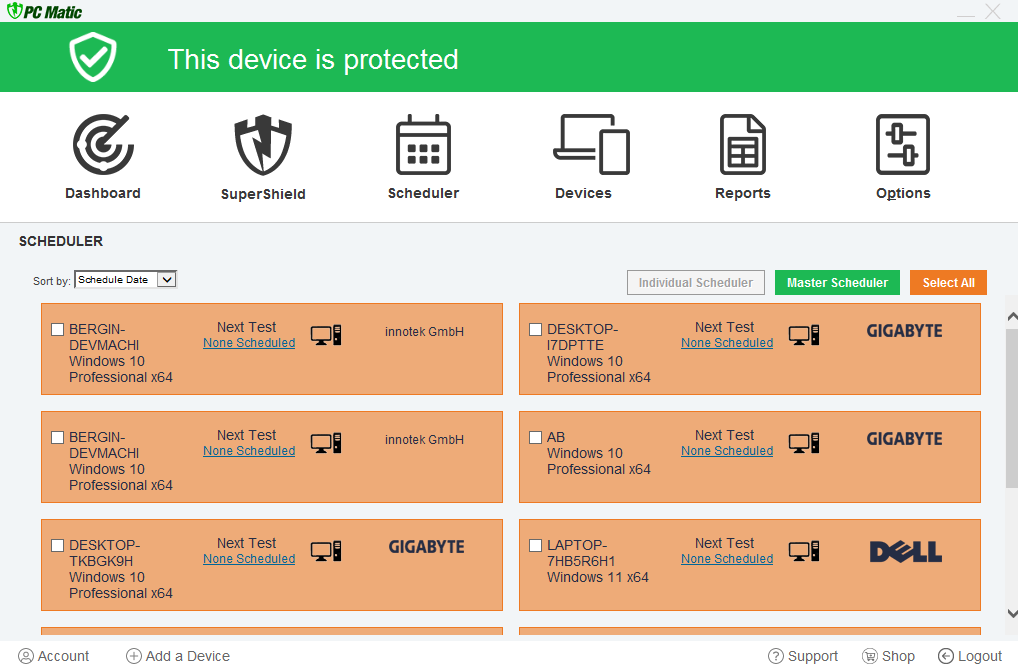 PC Matic
This device is protected
Dashboard
SuperShield
Scheduler
Devices
Reports
Options
SCHEDULER
Sort by: Schedule Date
Individual Scheduler
Master Scheduler
Select All
BERGIN-
DEVMACHI
Windows 10
Professional x64
Next Test
None Scheduled
innotek GmbH
DESKTOP-
I7DPTTE
Windows 10
Professional x64
Next Test
None Scheduled
GIGABYTE
BERGIN-
DEVMACHI
Windows 10
Professional x64
Next Test
None Scheduled
innotek GmbH
AB
Windows 10
Professional x64
Next Test
None Scheduled
GIGABYTE
DESKTOP-
TKBGK9H
Windows 10
Professional x64
Next Test
None Scheduled
GIGABYTE
LAPTOP-
7HB5R6H1
Windows 11 x64
Next Test
None Scheduled
DELL
Account
Add a Device
Support
Shop
Logout